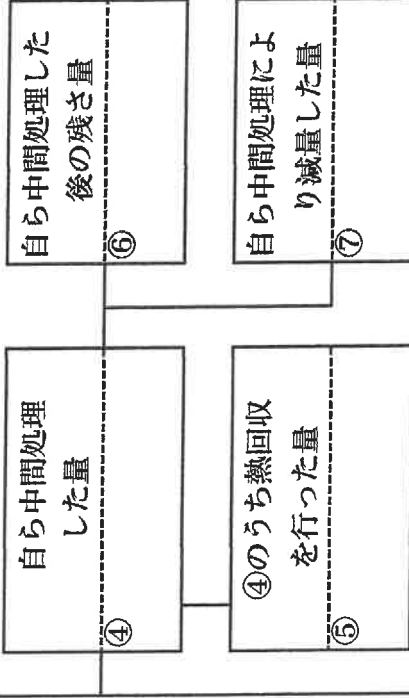 自ら中間処理
した量
④
④のうち熱回収
を行った量
⑤
自ら中間処理した
後の残さ量
⑥
自ら中間処理によ
り減量した量
⑦